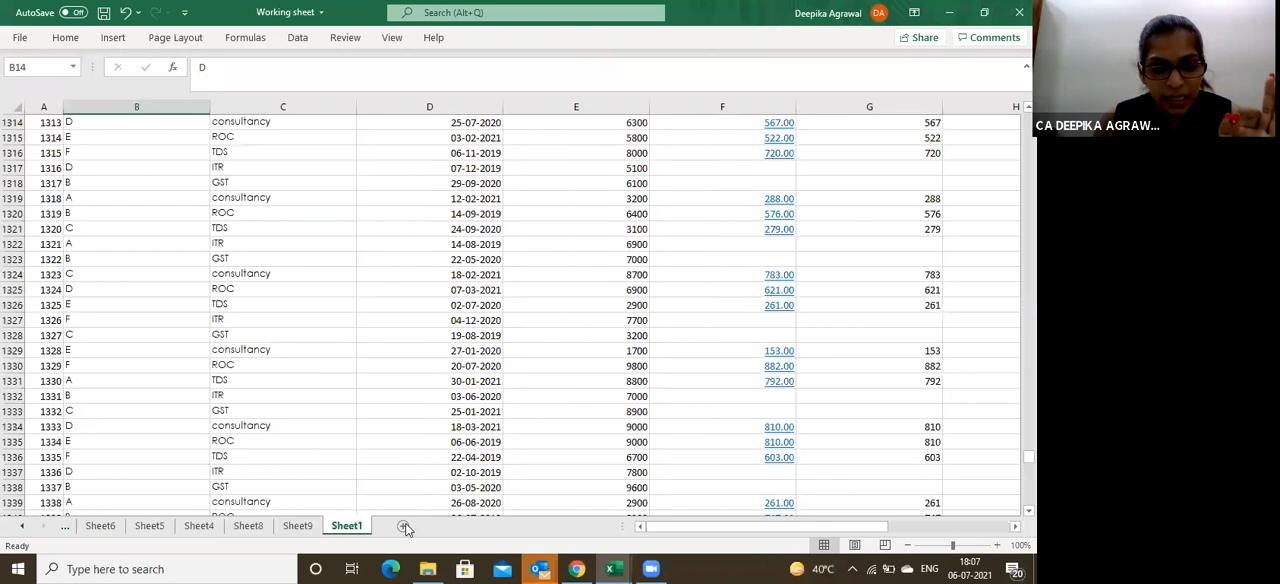 AutoSave Off Working sheet Search (Alt+Q) Deepika Agrawal DA
File Home Insert Page Layout Formulas Data Review View Help Share Comments
B14 fx D
CA DEEPIKA AGRAW...
A B C D E F G H
1314 1313 D consultancy 25-07-2020 6300 567.00 567
1315 1314 E ROC 03-02-2021 5800 522.00 522
1316 1315 F TDS 06-11-2019 8000 720.00 720
1317 1316 D ITR 07-12-2019 5100
1318 1317 B GST 29-09-2020 6100
1319 1318 A consultancy 12-02-2021 3200 288.00 288
1320 1319 B ROC 14-09-2019 6400 576.00 576
1321 1320 C TDS 24-09-2020 3100 279.00 279
1322 1321 A ITR 14-08-2019 6900
1323 1322 B GST 22-05-2020 7000
1324 1323 C consultancy 18-02-2021 8700 783.00 783
1325 1324 D ROC 07-03-2021 6900 621.00 621
1326 1325 E TDS 02-07-2020 2900 261.00 261
1327 1326 F ITR 04-12-2020 7700
1328 1327 C GST 19-08-2019 3200
1329 1328 E consultancy 27-01-2020 1700 153.00 153
1330 1329 F ROC 20-07-2020 9800 882.00 882
1331 1330 A TDS 30-01-2021 8800 792.00 792
1332 1331 B ITR 03-06-2020 7000
1333 1332 C GST 25-01-2021 8900
1334 1333 D consultancy 18-03-2021 9000 810.00 810
1335 1334 E ROC 06-06-2019 9000 810.00 810
1336 1335 F TDS 22-04-2019 6700 603.00 603
1337 1336 D ITR 02-10-2019 7800
1338 1337 B GST 03-05-2020 9600
1339 1338 A consultancy 26-08-2020 2900 261.00 261
... Sheet6 Sheet5 Sheet4 Sheet8 Sheet9 Sheet1
Ready 100%
Type here to search 40°C ENG 18:07
06-07-2021 20